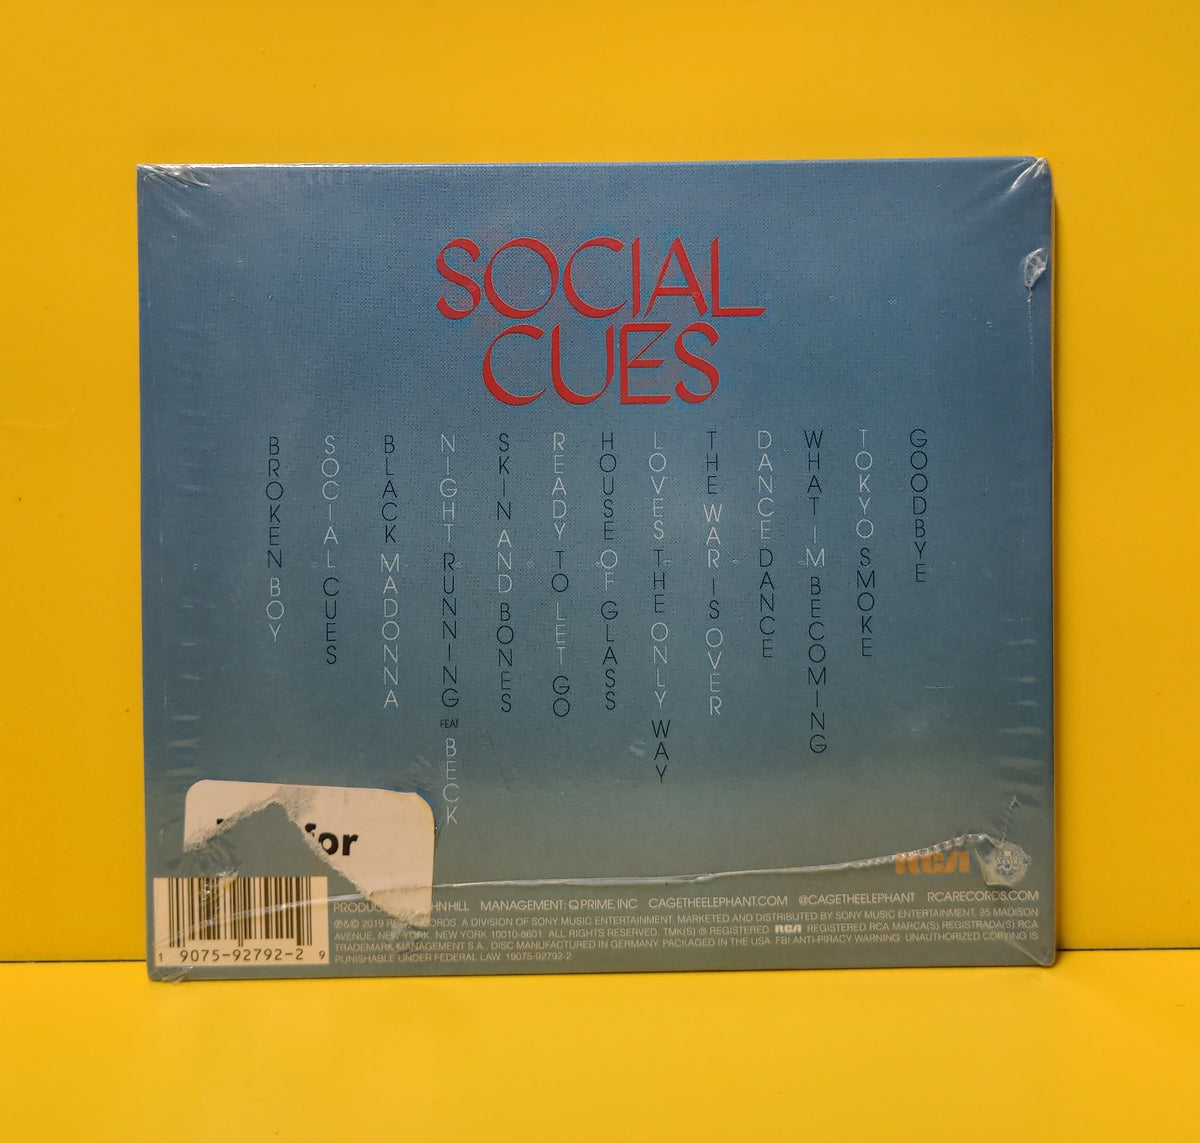 SOCIAL
CUES
BROKEN BOY
SOCIAL CUES
BLACK MADONNA
NIGHT RUNNING FEAT BECK
SKIN AND BONES
READY TO LET GO
HOUSE OF GLASS
LOVE'S THE ONLY WAY
THE WAR IS OVER
DANCE DANCE
WHAT I'M BECOMING
TOKYO SMOKE
GOODBYE
for
RCA
PRODUC HN HILL MANAGEMENT: Q PRIME, INC CAGETHEELEPHANT.COM @CAGETHEELEPHANT RCARECORDS.COM
℗&© 2019 RCA RECORDS, A DIVISION OF SONY MUSIC ENTERTAINMENT. MARKETED AND DISTRIBUTED BY SONY MUSIC ENTERTAINMENT, 25 MADISON
AVENUE, NEW YORK, NEW YORK 10010-8601. ALL RIGHTS RESERVED. TMK(S) ® REGISTERED RCA REGISTERED RCA MARCA(S) REGISTRADA(S) RCA
TRADEMARK MANAGEMENT S.A., DISC MANUFACTURED IN GERMANY PACKAGED IN THE USA. FBI ANTI-PIRACY WARNING: UNAUTHORIZED COPYING IS
PUNISHABLE UNDER FEDERAL LAW. 19075-92792-2
1 9075-92792-2 9